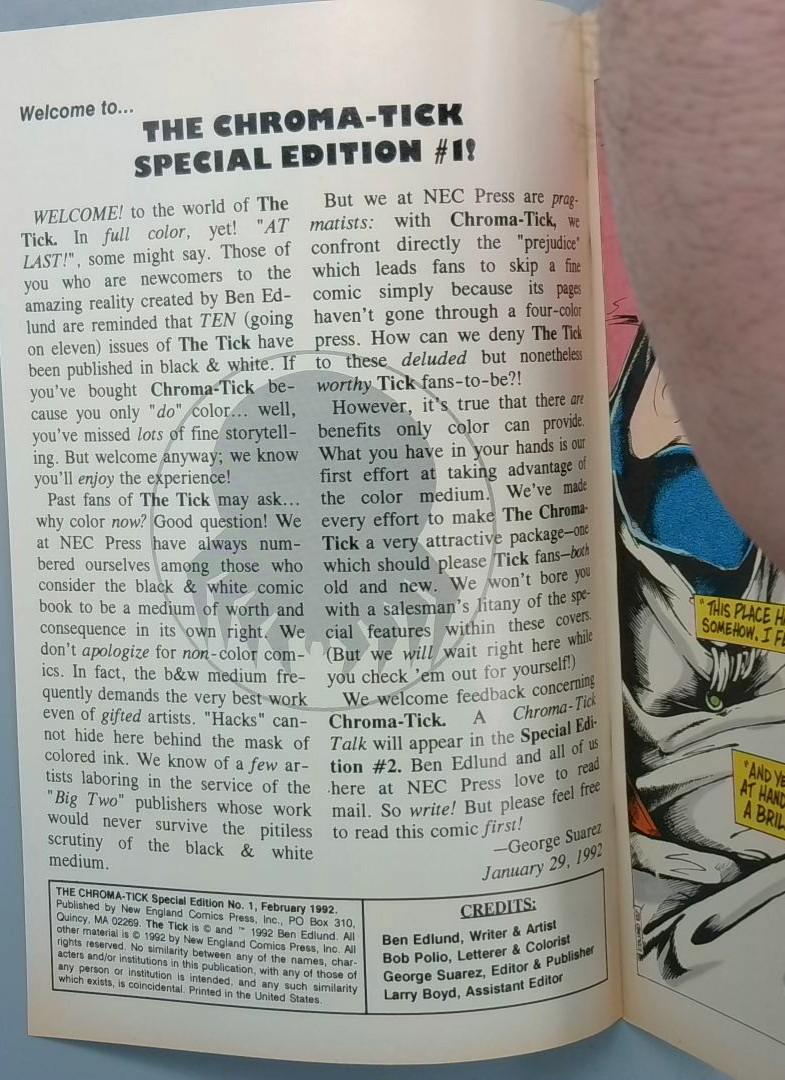 Welcome to...
THE CHROMA-TICK
SPECIAL EDITION #1!
WELCOME! to the world of The
Tick. In full color, yet! "AT
LAST!", some might say. Those of
you who are newcomers to the
amazing reality created by Ben Ed-
lund are reminded that TEN (going
on eleven) issues of The Tick have
been published in black & white. If
you've bought Chroma-Tick be-
cause you only "do" color... well,
you've missed lots of fine storytell-
ing. But welcome anyway; we know
you'll enjoy the experience!
Past fans of The Tick may ask...
why color now? Good question! We
at NEC Press have always num-
bered ourselves among those who
consider the black & white comic
book to be a medium of worth and
consequence in its own right. We
don't apologize for non-color com-
ics. In fact, the b&w medium fre-
quently demands the very best work
even of gifted artists. "Hacks" can-
not hide here behind the mask of
colored ink. We know of a few ar-
tists laboring in the service of the
"Big Two" publishers whose work
would never survive the pitiless
scrutiny of the black & white
medium.
But we at NEC Press are prag-
matists: with Chroma-Tick, we
confront directly the "prejudice"
which leads fans to skip a fine
comic simply because its pages
haven't gone through a four-color
press. How can we deny The Tick
to these deluded but nonetheless
worthy Tick fans-to-be?!
However, it's true that there are
benefits only color can provide.
What you have in your hands is our
first effort at taking advantage of
the color medium. We've made
every effort to make The Chroma-
Tick a very attractive package—one
which should please Tick fans—both
old and new. We won't bore you
with a salesman's litany of the spe-
cial features within these covers.
(But we will wait right here while
you check 'em out for yourself!)
We welcome feedback concerning
Chroma-Tick. A Chroma-Tick
Talk will appear in the Special Edi-
tion #2. Ben Edlund and all of us
here at NEC Press love to read
mail. So write! But please feel free
to read this comic first!
—George Suarez
January 29, 1992
THE CHROMA-TICK Special Edition No. 1, February 1992.
Published by New England Comics Press, Inc., PO Box 310,
Quincy, MA 02269. The Tick is © and ™ 1992 Ben Edlund. All
other material is © 1992 by New England Comics Press, Inc. All
rights reserved. No similarity between any of the names, char-
acters and/or institutions in this publication, with any of those of
any person or institution is intended, and any such similarity
which exists, is coincidental. Printed in the United States.
CREDITS:
Ben Edlund, Writer & Artist
Bob Polio, Letterer & Colorist
George Suarez, Editor & Publisher
Larry Boyd, Assistant Editor
"THIS PLACE
SOMEHOW, I
"AND
AT HAND
A